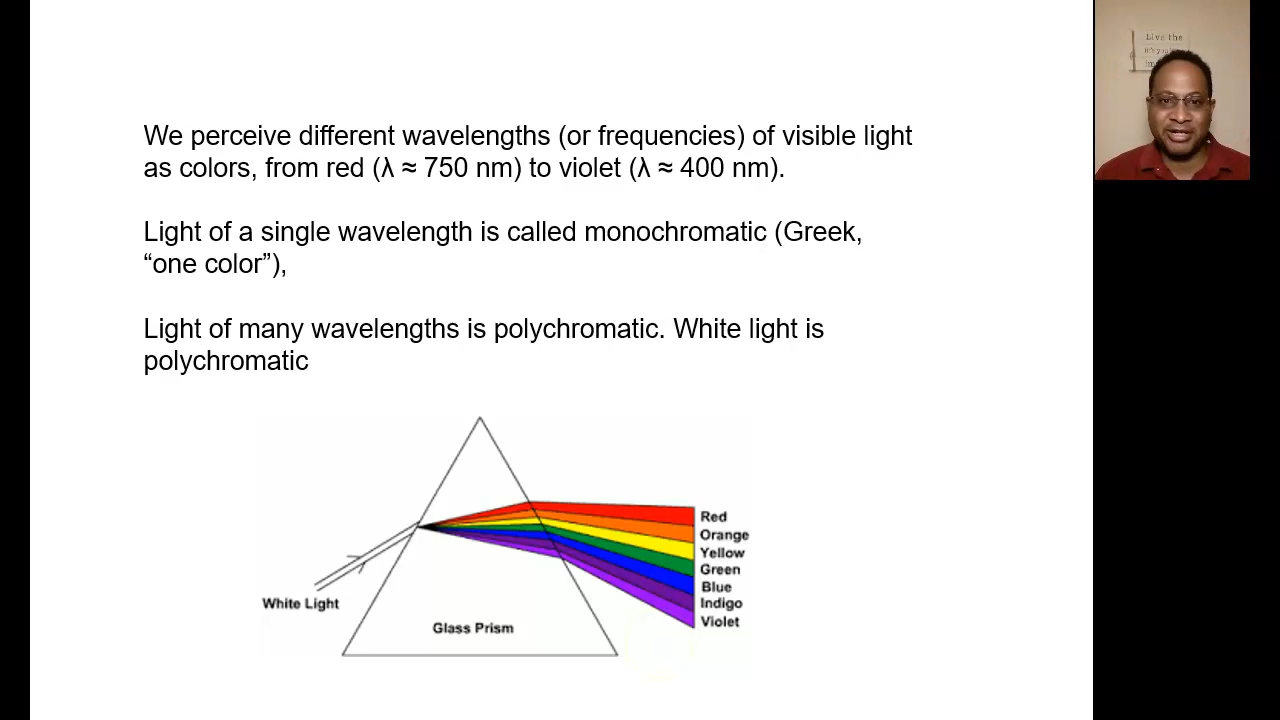 We perceive different wavelengths (or frequencies) of visible light
as colors, from red (λ ≈ 750 nm) to violet (λ ≈ 400 nm).
Light of a single wavelength is called monochromatic (Greek,
“one color”),
Light of many wavelengths is polychromatic. White light is
polychromatic
White Light
Glass Prism
Red
Orange
Yellow
Green
Blue
Indigo
Violet
Live the